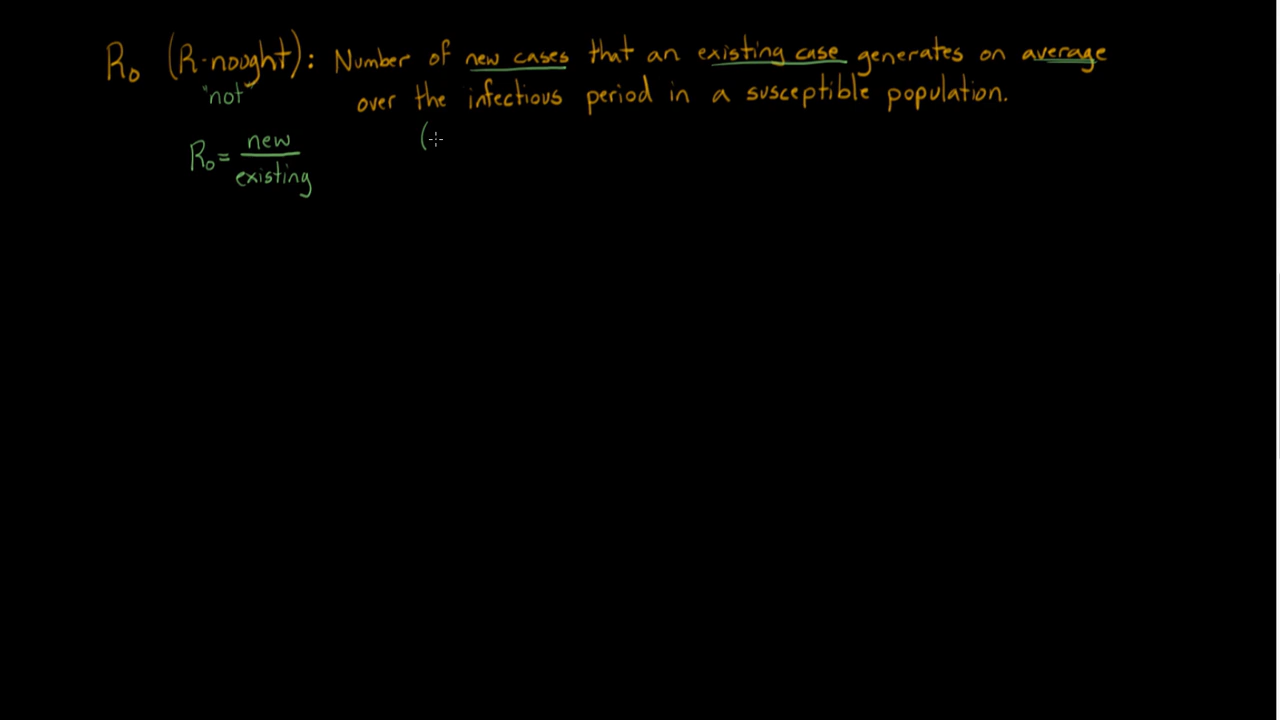 R₀ (R-nought): Number of new cases that an existing case generates on average
"not" over the infectious period in a susceptible population.
R₀ = new / existing
(